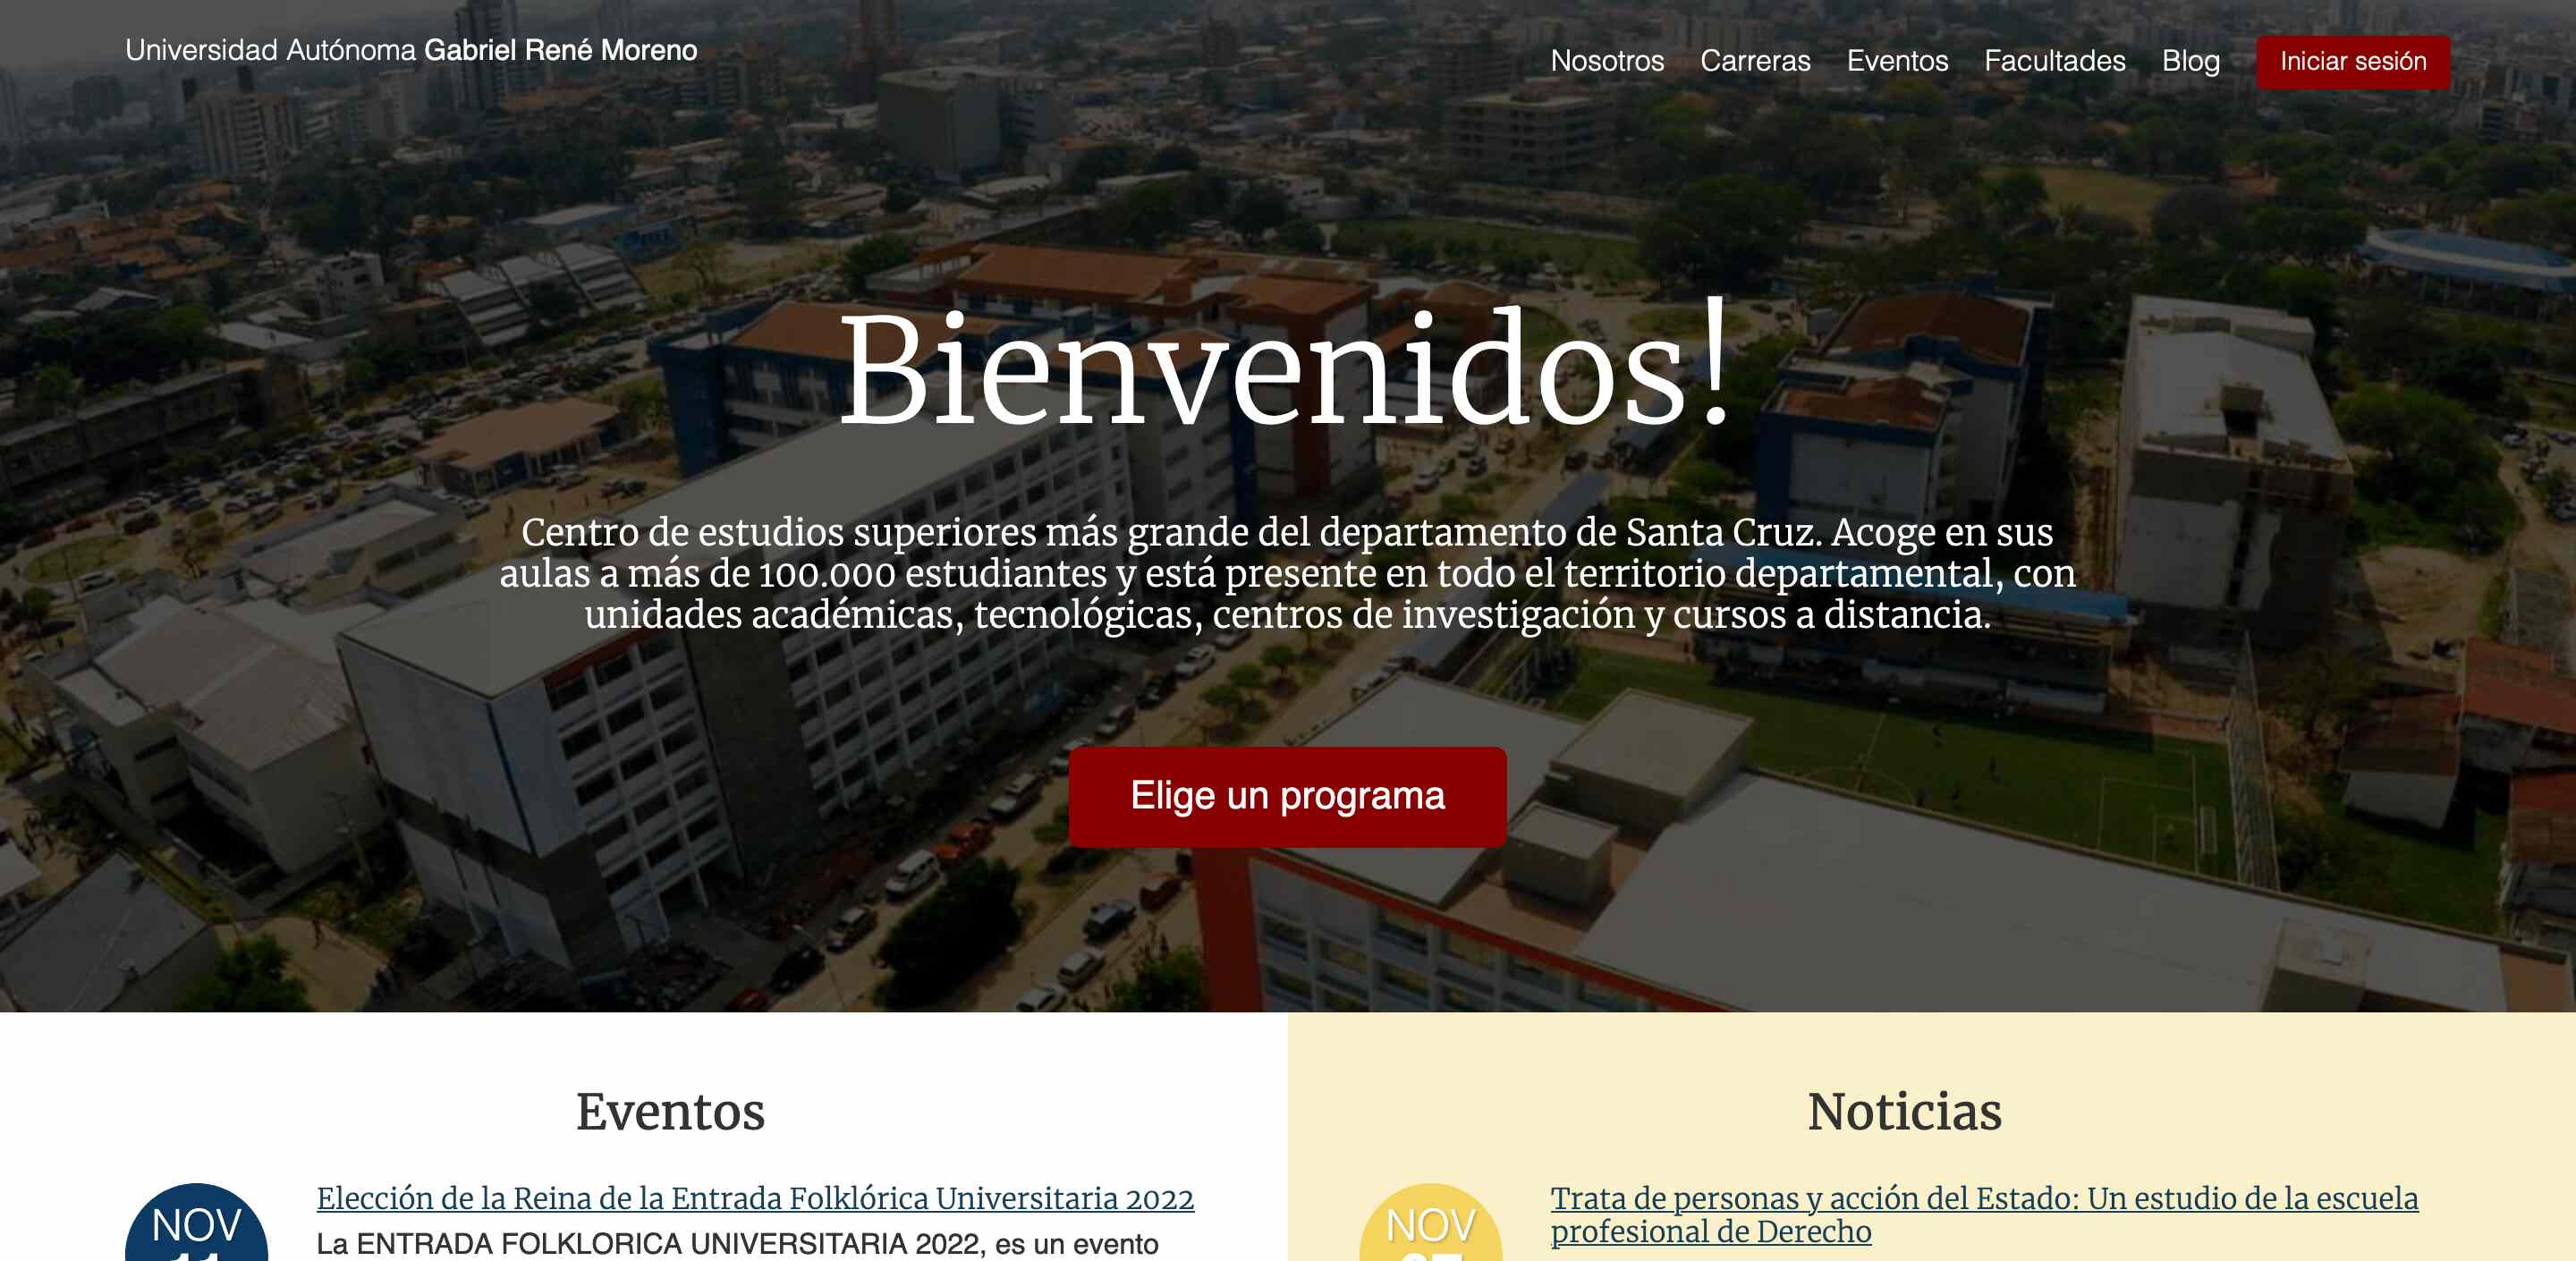 Universidad Autónoma Gabriel René Moreno
Nosotros Carreras Eventos Facultades Blog Iniciar sesión
Bienvenidos!
Centro de estudios superiores más grande del departamento de Santa Cruz. Acoge en sus
aulas a más de 100.000 estudiantes y está presente en todo el territorio departamental, con
unidades académicas, tecnológicas, centros de investigación y cursos a distancia.
Elige un programa
Eventos
NOV
Elección de la Reina de la Entrada Folklórica Universitaria 2022
La ENTRADA FOLKLORICA UNIVERSITARIA 2022, es un evento
Noticias
NOV
Trata de personas y acción del Estado: Un estudio de la escuela
profesional de Derecho